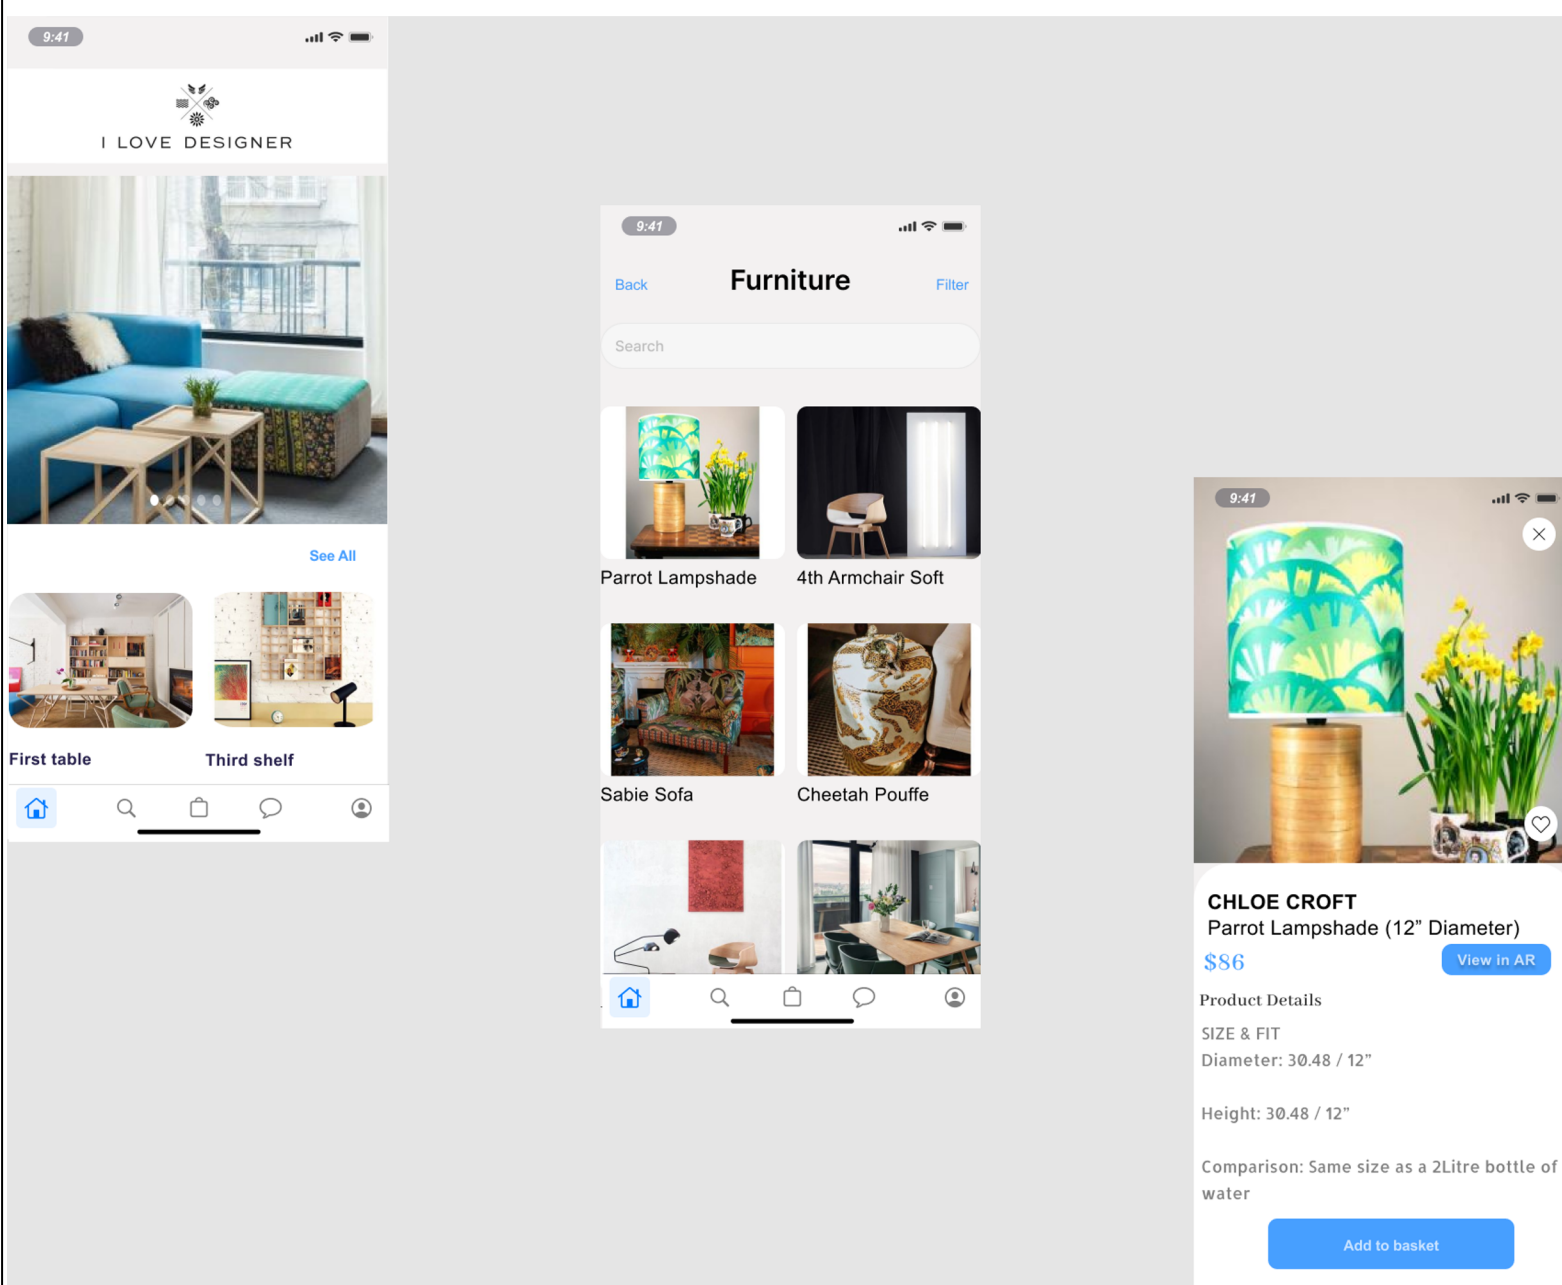 9:41
I LOVE DESIGNER
See All
First table
Third shelf
9:41
Back
Furniture
Filter
Search
Parrot Lampshade
4th Armchair Soft
Sabie Sofa
Cheetah Pouffe
9:41
CHLOE CROFT
Parrot Lampshade (12” Diameter)
$86
View in AR
Product Details
SIZE & FIT
Diameter: 30.48 / 12”
Height: 30.48 / 12”
Comparison: Same size as a 2Litre bottle of
water
Add to basket